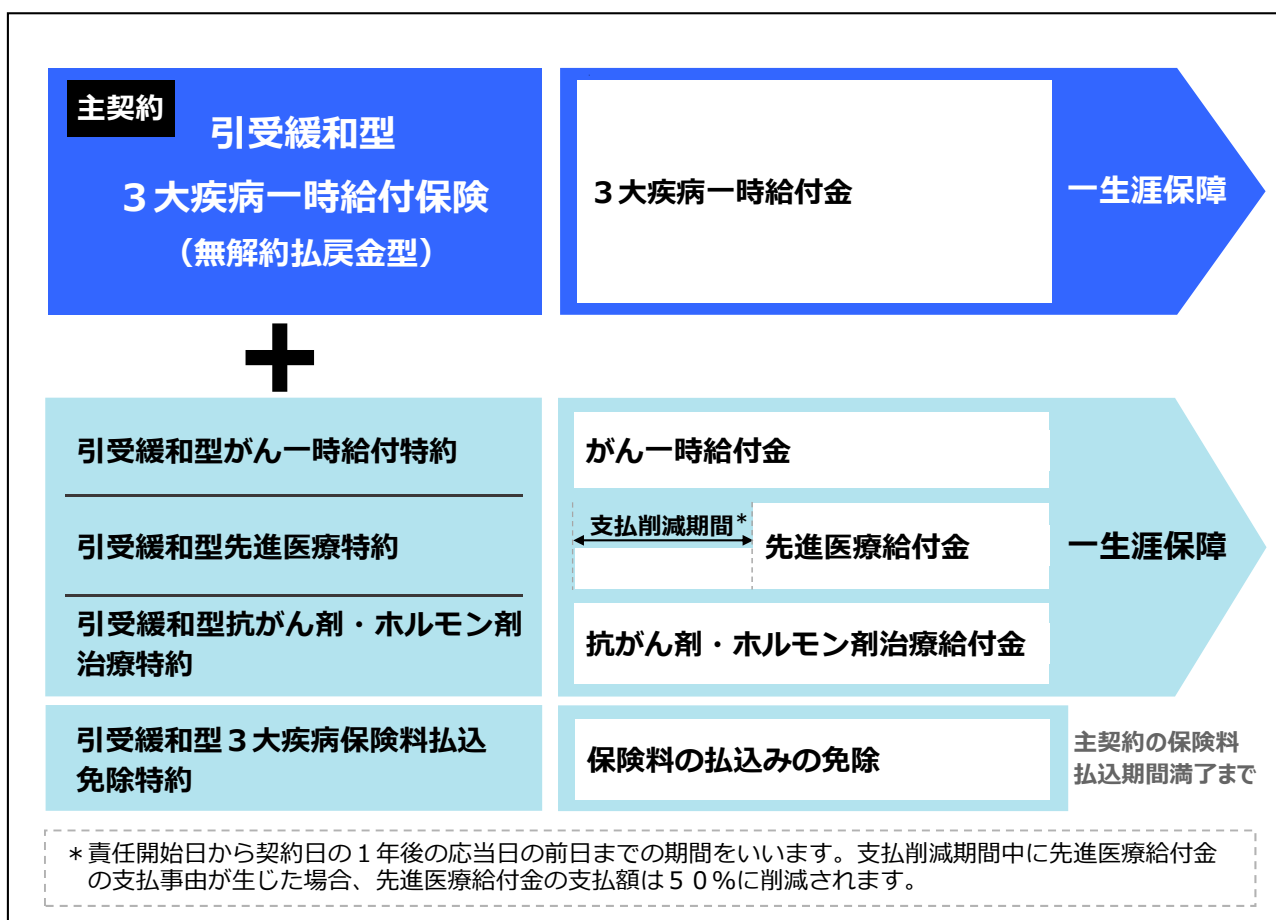 主契約
引受緩和型
３大疾病一時給付保険
（無解約払戻金型）
３大疾病一時給付金
一生涯保障
＋
引受緩和型がん一時給付特約
がん一時給付金
引受緩和型先進医療特約
支払削減期間*
先進医療給付金
一生涯保障
引受緩和型抗がん剤・ホルモン剤
治療特約
抗がん剤・ホルモン剤治療給付金
引受緩和型３大疾病保険料払込
免除特約
保険料の払込みの免除
主契約の保険料
払込期間満了まで
＊責任開始日から契約日の１年後の応当日の前日までの期間をいいます。支払削減期間中に先進医療給付金
の支払事由が生じた場合、先進医療給付金の支払額は５０％に削減されます。